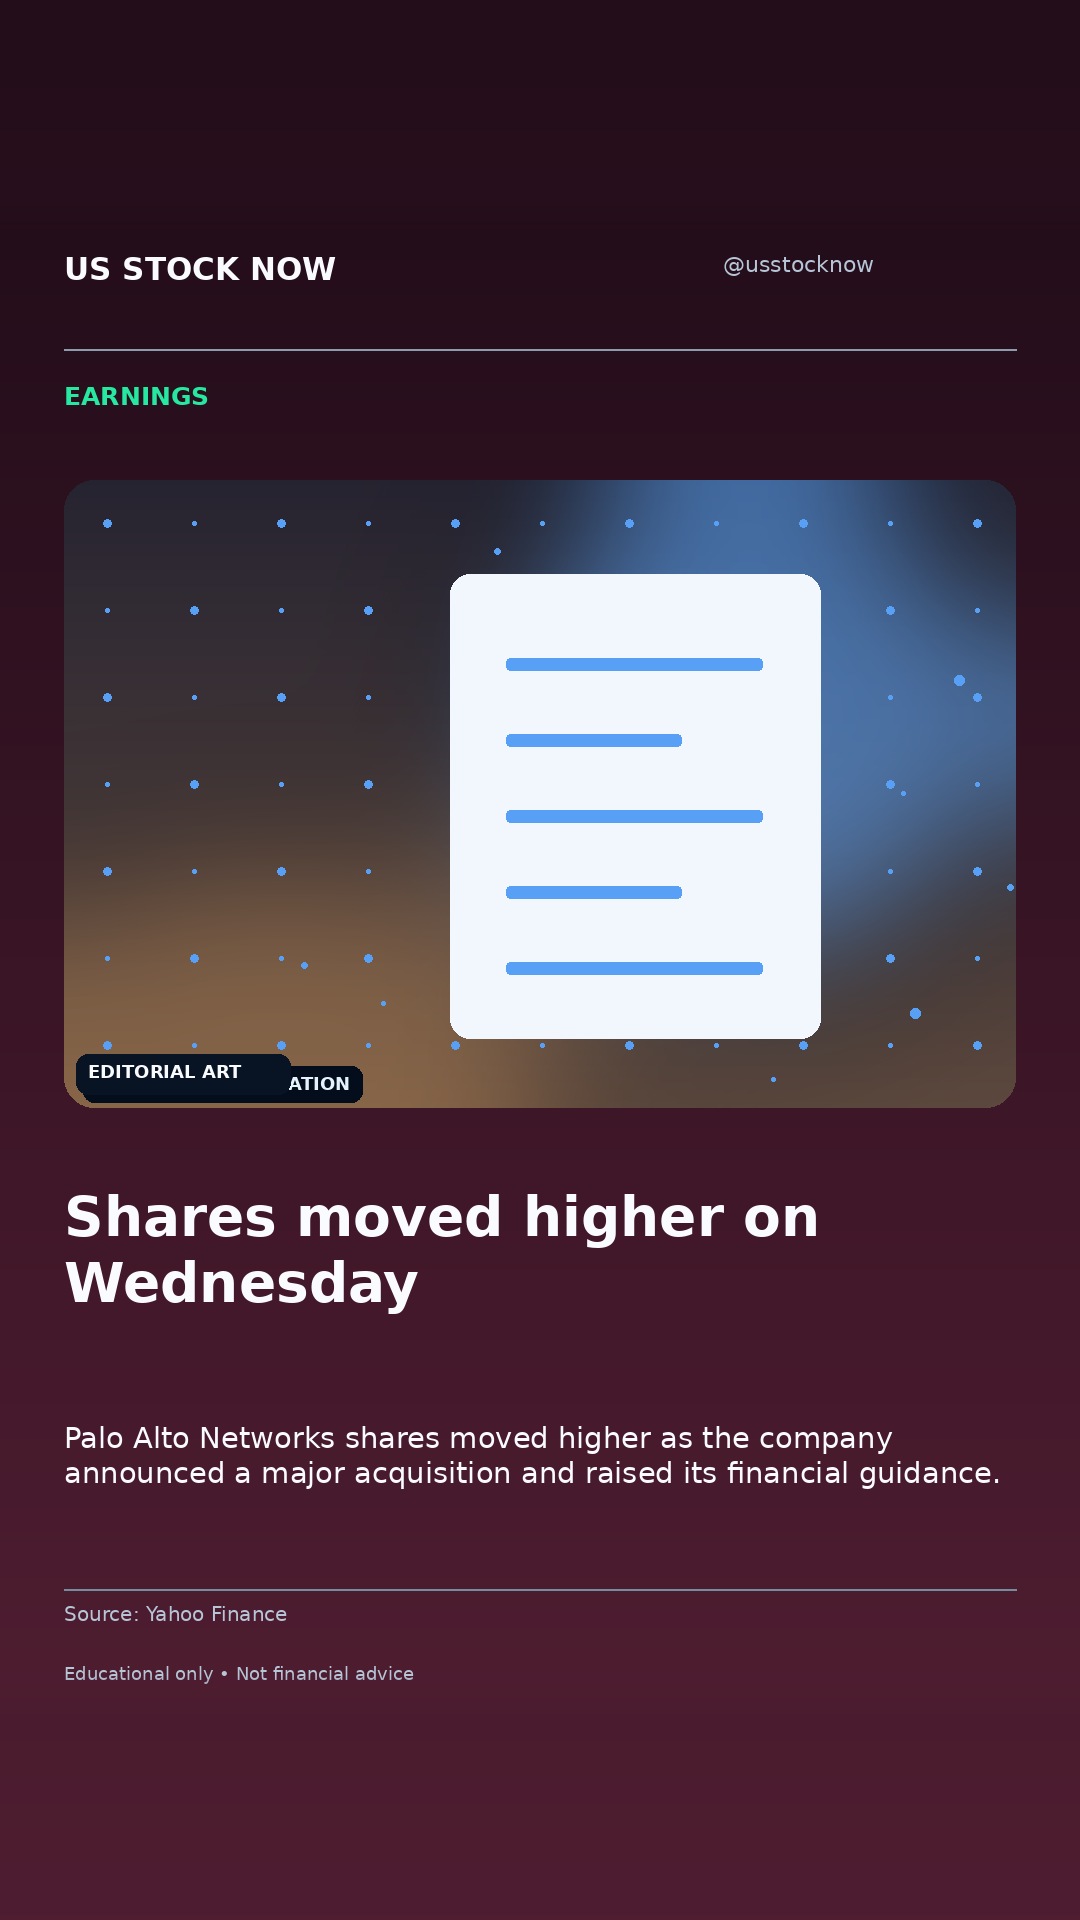 US STOCK NOW
@usstocknow
EARNINGS
EDITORIAL ART
ATION
Shares moved higher on
Wednesday
Palo Alto Networks shares moved higher as the company
announced a major acquisition and raised its financial guidance.
Source: Yahoo Finance
Educational only • Not financial advice